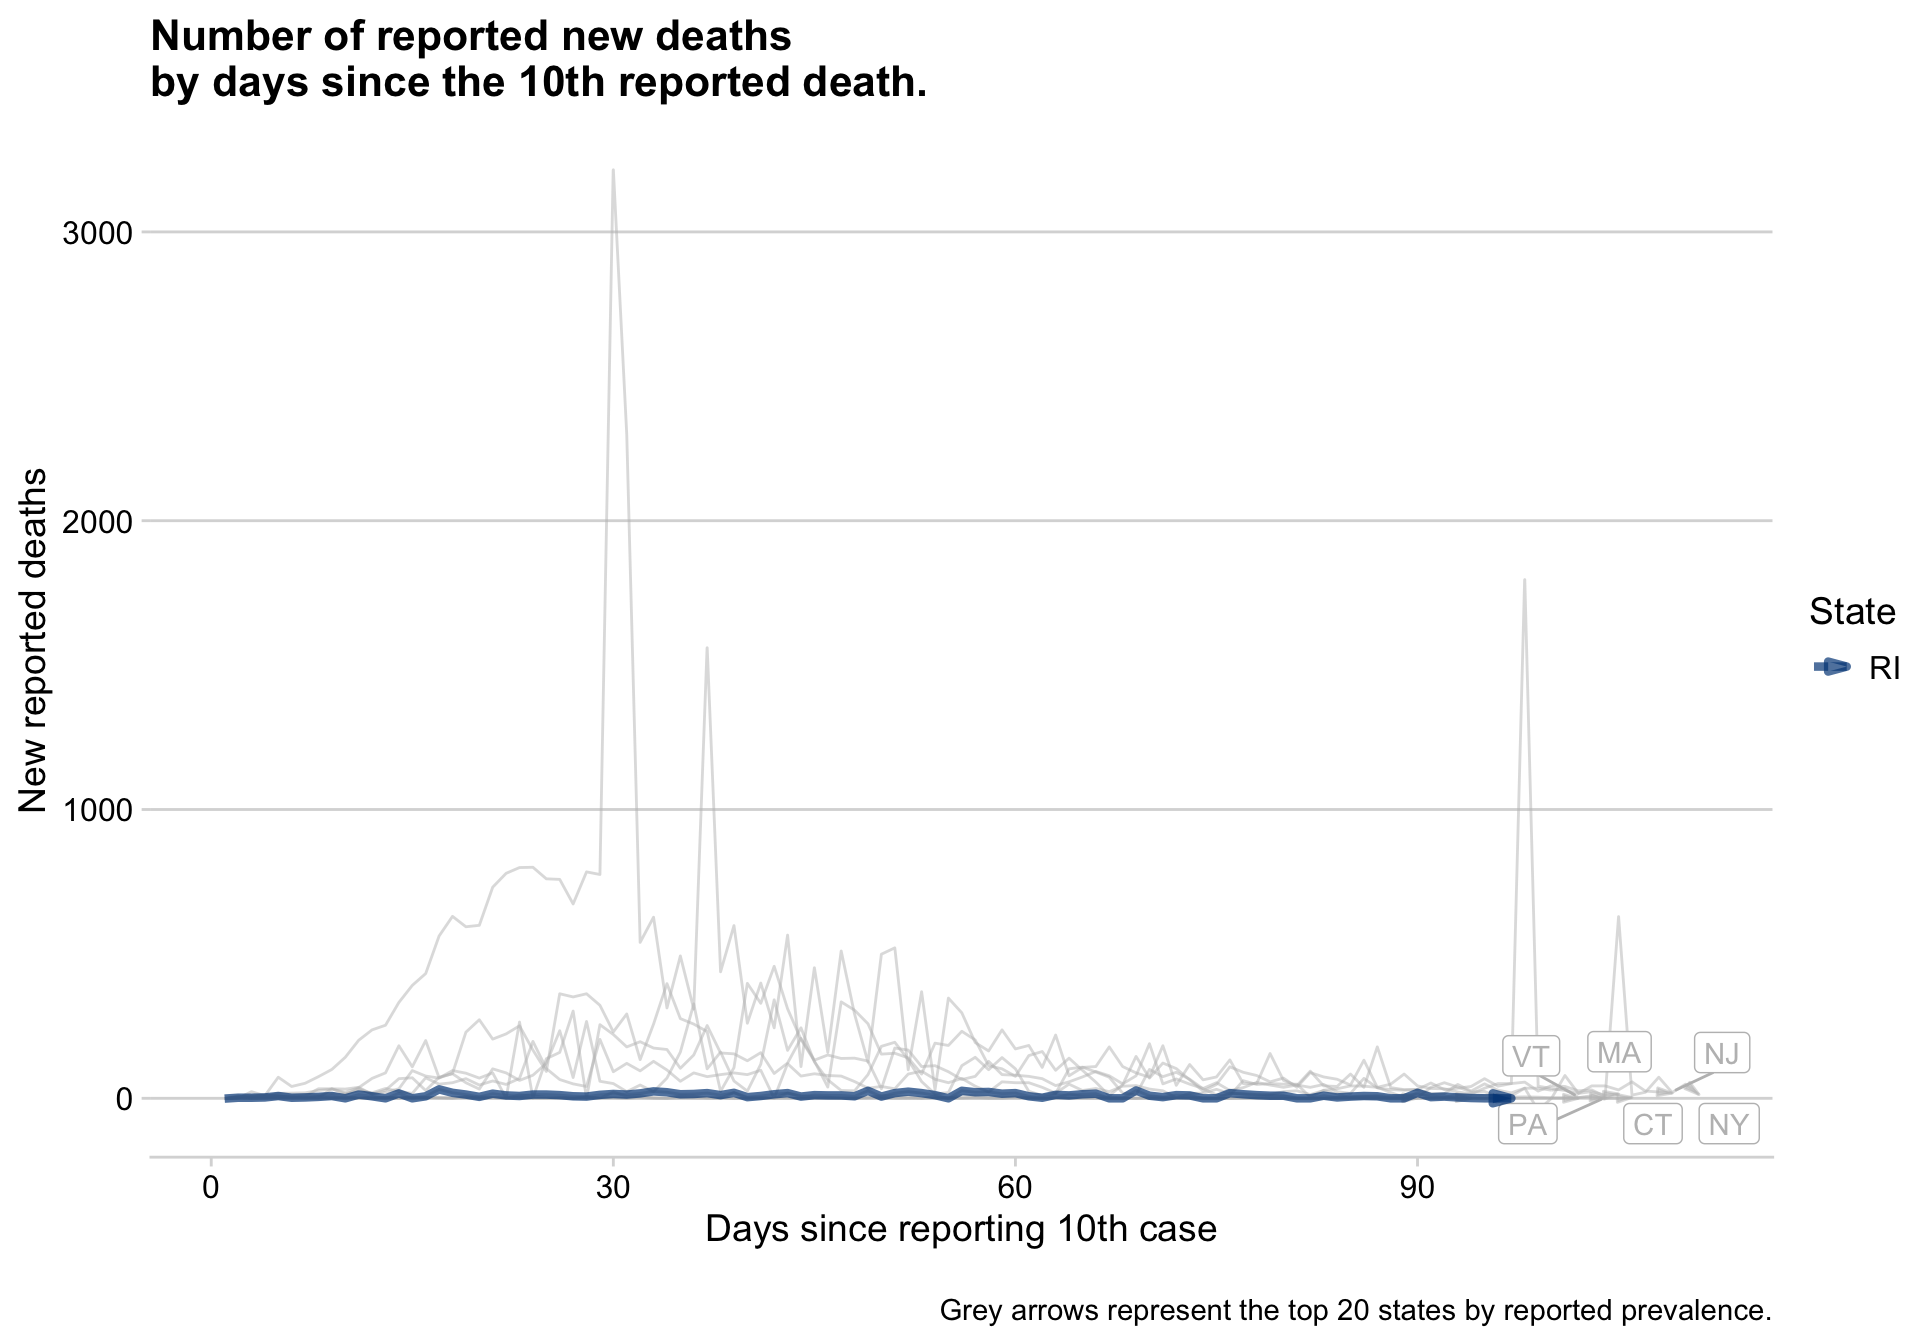 Number of reported new deaths
by days since the 10th reported death.
New reported deaths
3000
2000
1000
0
VT
MA
NJ
PA
CT
NY
0
30
60
90
Days since reporting 10th case
State
RI
Grey arrows represent the top 20 states by reported prevalence.